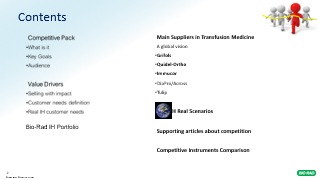 Contents
Competitive Pack
•What is it
•Key Goals
•Audience
Value Drivers
•Selling with impact
•Customer needs definition
•Real IH customer needs
Bio-Rad IH Portfolio
Main Suppliers in Transfusion Medicine
A global vision
•Grifols
•Quidel-Ortho
•Immucor
•Tulip
IH Real Scenarios
Supporting articles about competition
Competitive Instruments Comparison
BIO-RAD